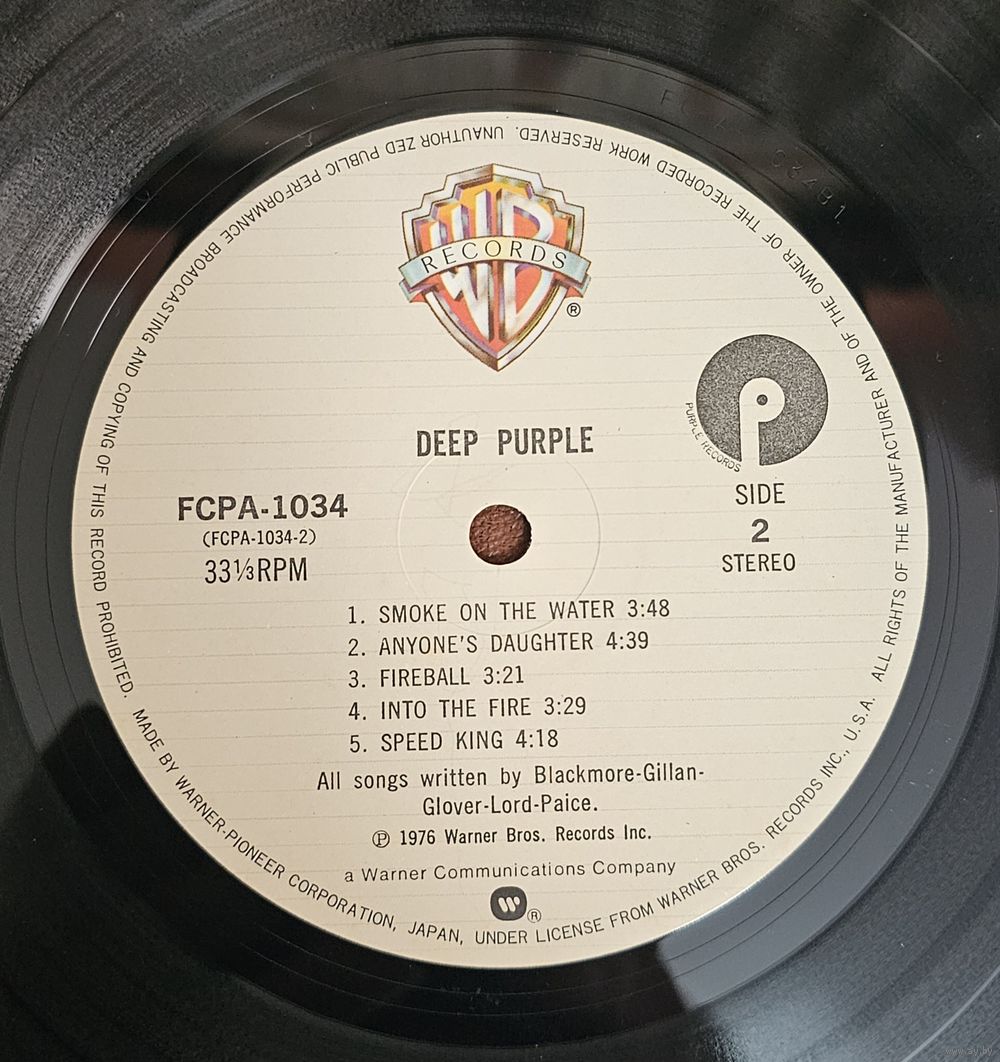 WB
RECORDS
®
DEEP PURPLE
P
PURPLE RECORDS
FCPA-1034
(FCPA-1034-2)
33⅓RPM
SIDE
2
STEREO
1. SMOKE ON THE WATER 3:48
2. ANYONE'S DAUGHTER 4:39
3. FIREBALL 3:21
4. INTO THE FIRE 3:29
5. SPEED KING 4:18
All songs written by Blackmore-Gillan-
Glover-Lord-Paice.
℗ 1976 Warner Bros. Records Inc.
a Warner Communications Company
W ®
MADE BY WARNER-PIONEER CORPORATION, JAPAN, UNDER LICENSE FROM WARNER BROS. RECORDS INC., U.S.A. ALL RIGHTS OF THE MANUFACTURER AND OF THE OWNER OF THE RECORDED WORK RESERVED. UNAUTHOR ZED PUBLIC PERFORMANCE BROADCASTING AND COPYING OF THIS RECORD PROHIBITED.
www.ay.by